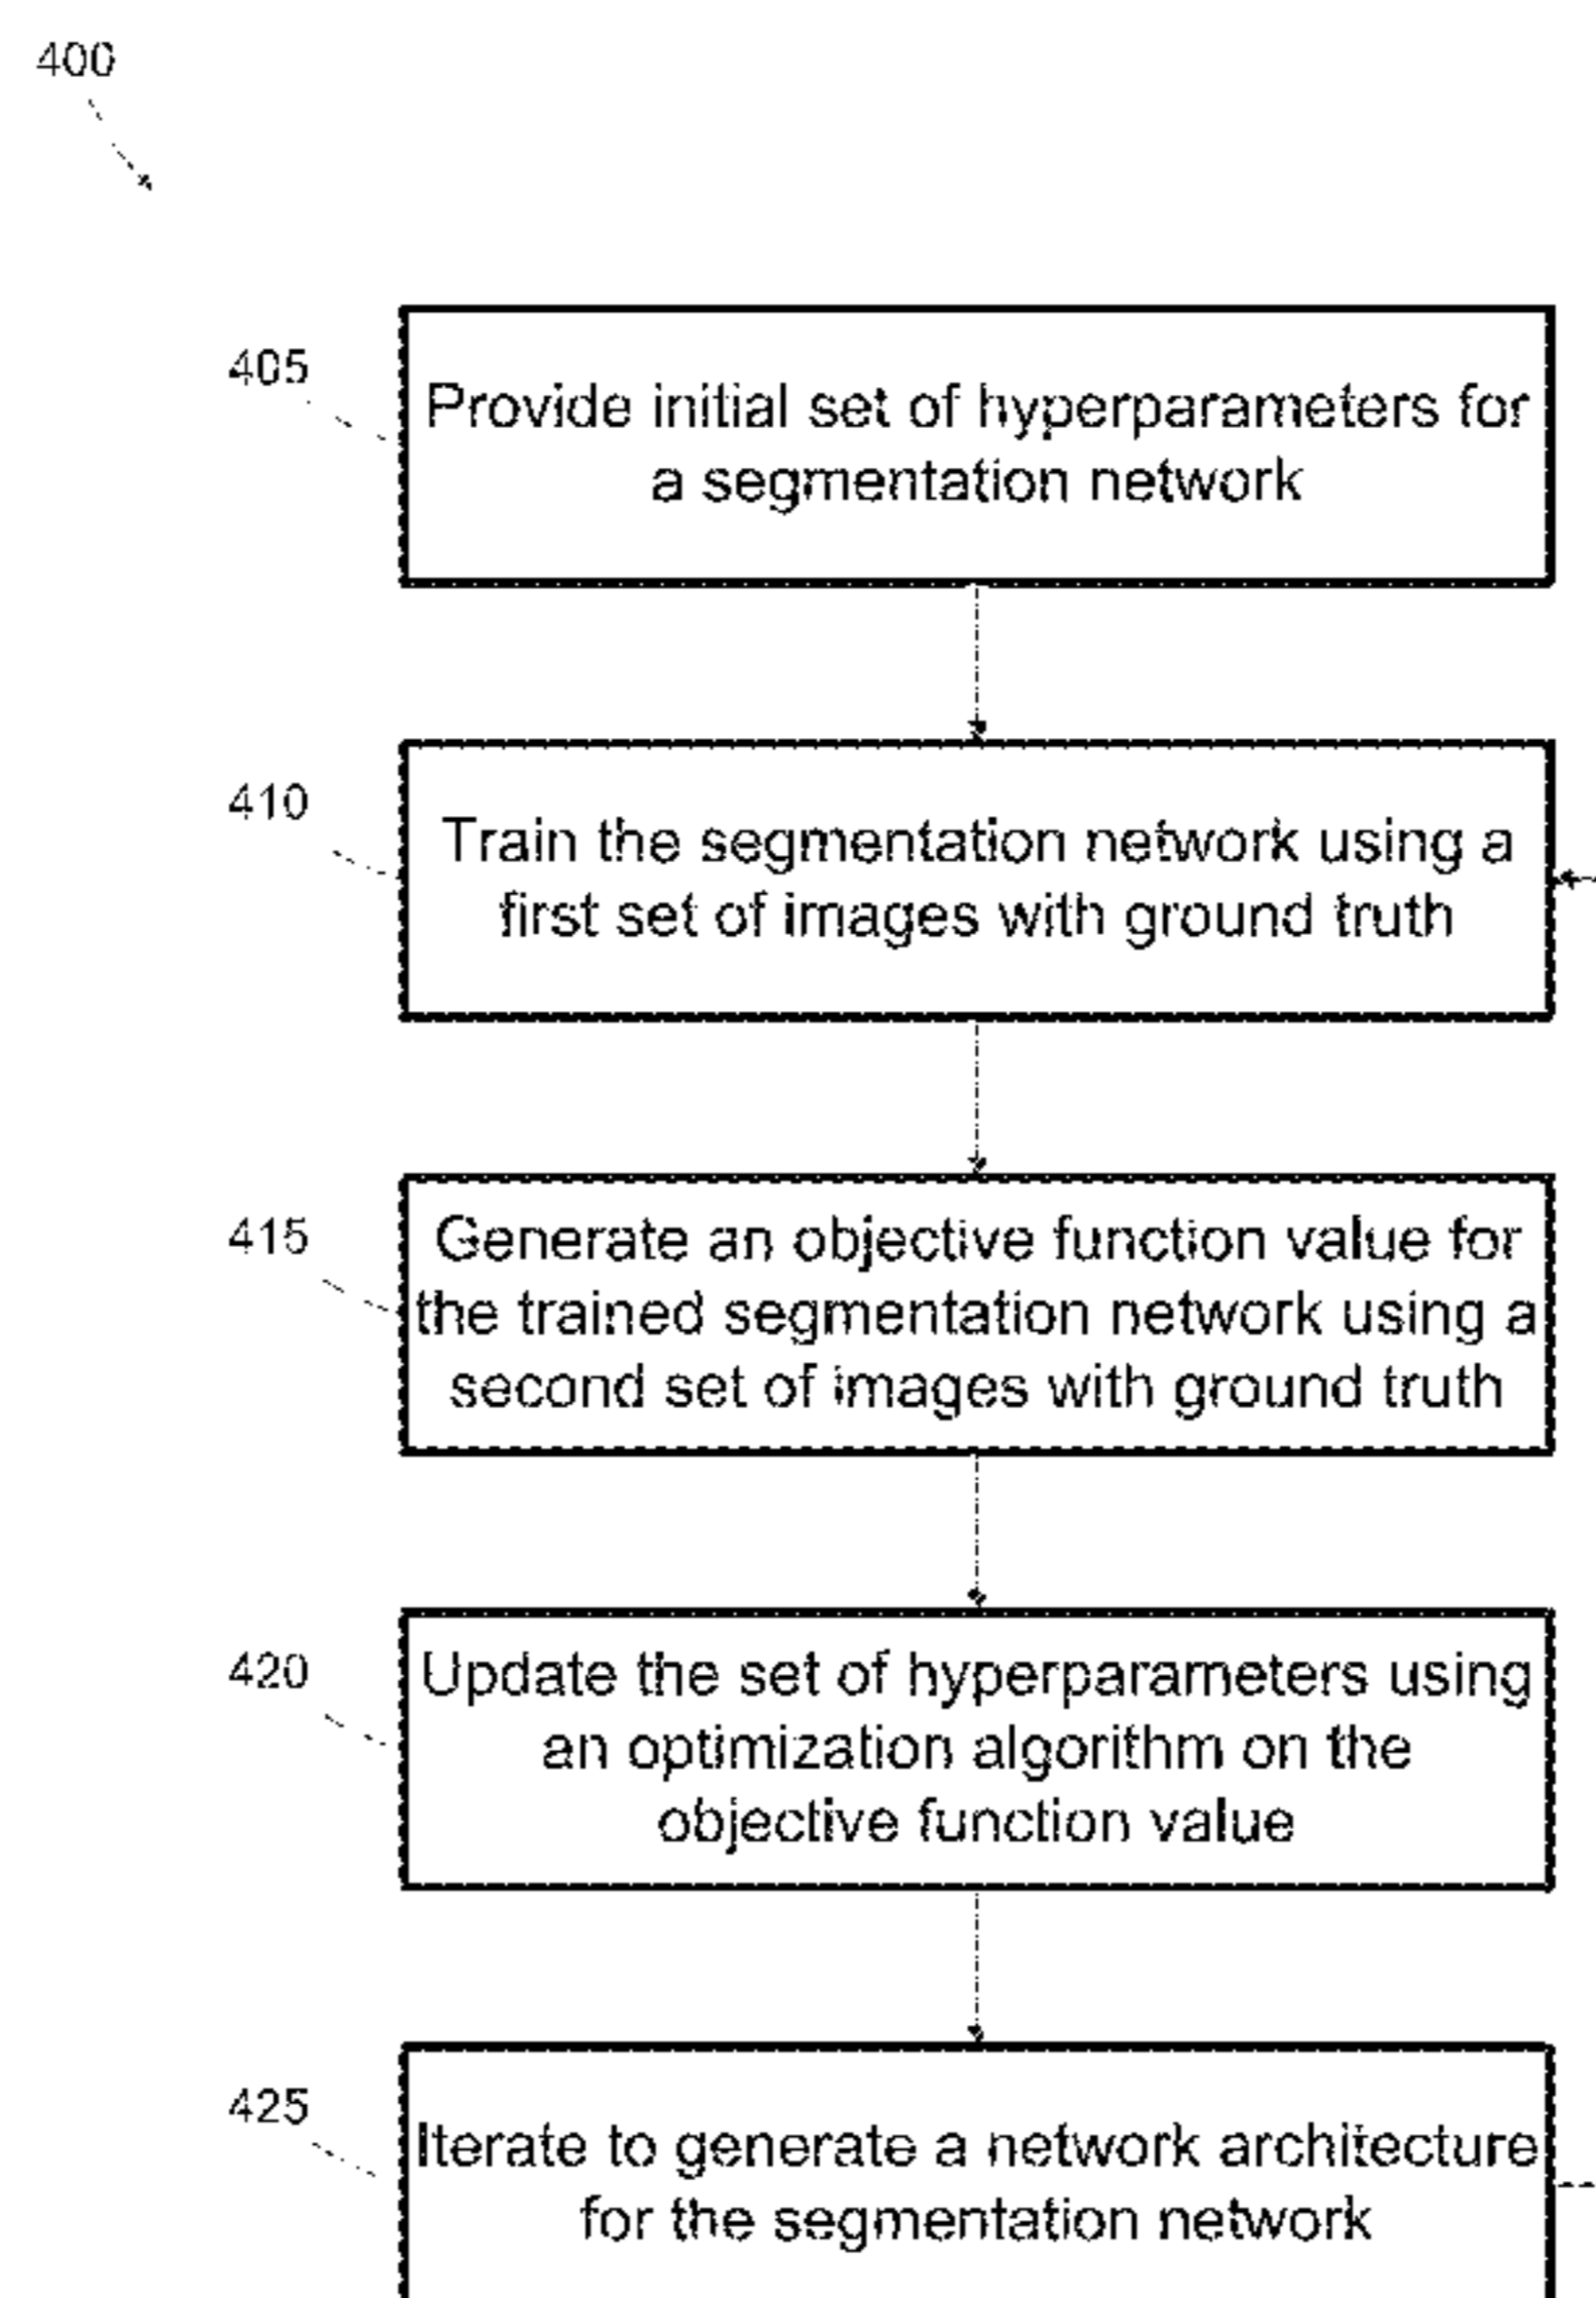 400
405
Provide initial set of hyperparameters for
a segmentation network
410
Train the segmentation network using a
first set of images with ground truth
415
Generate an objective function value for
the trained segmentation network using a
second set of images with ground truth
420
Update the set of hyperparameters using
an optimization algorithm on the
objective function value
425
Iterate to generate a network architecture
for the segmentation network